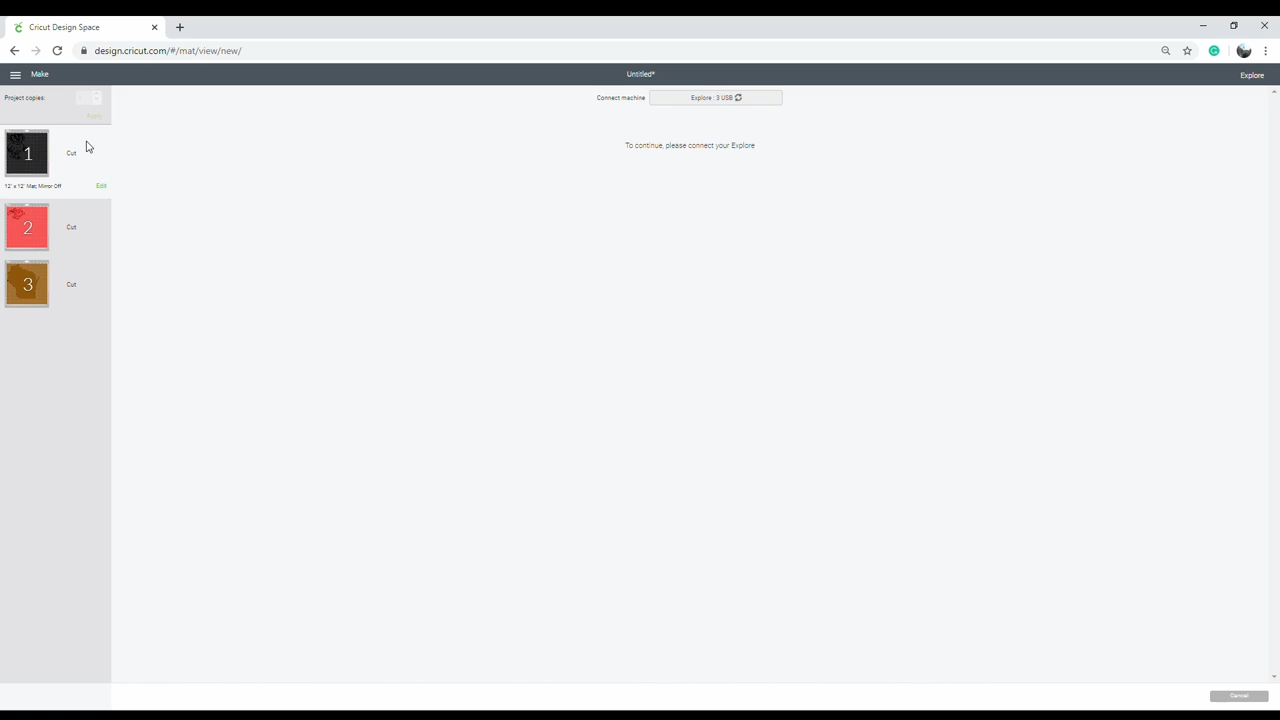 Cricut Design Space
design.cricut.com/#/mat/view/new/
Make
Untitled*
Explore
Project copies:
Connect machine
Explore : 3 USB
Apply
To continue, please connect your Explore
1
Cut
12" x 12" Mat, Mirror Off
Edit
2
Cut
3
Cut
Cancel